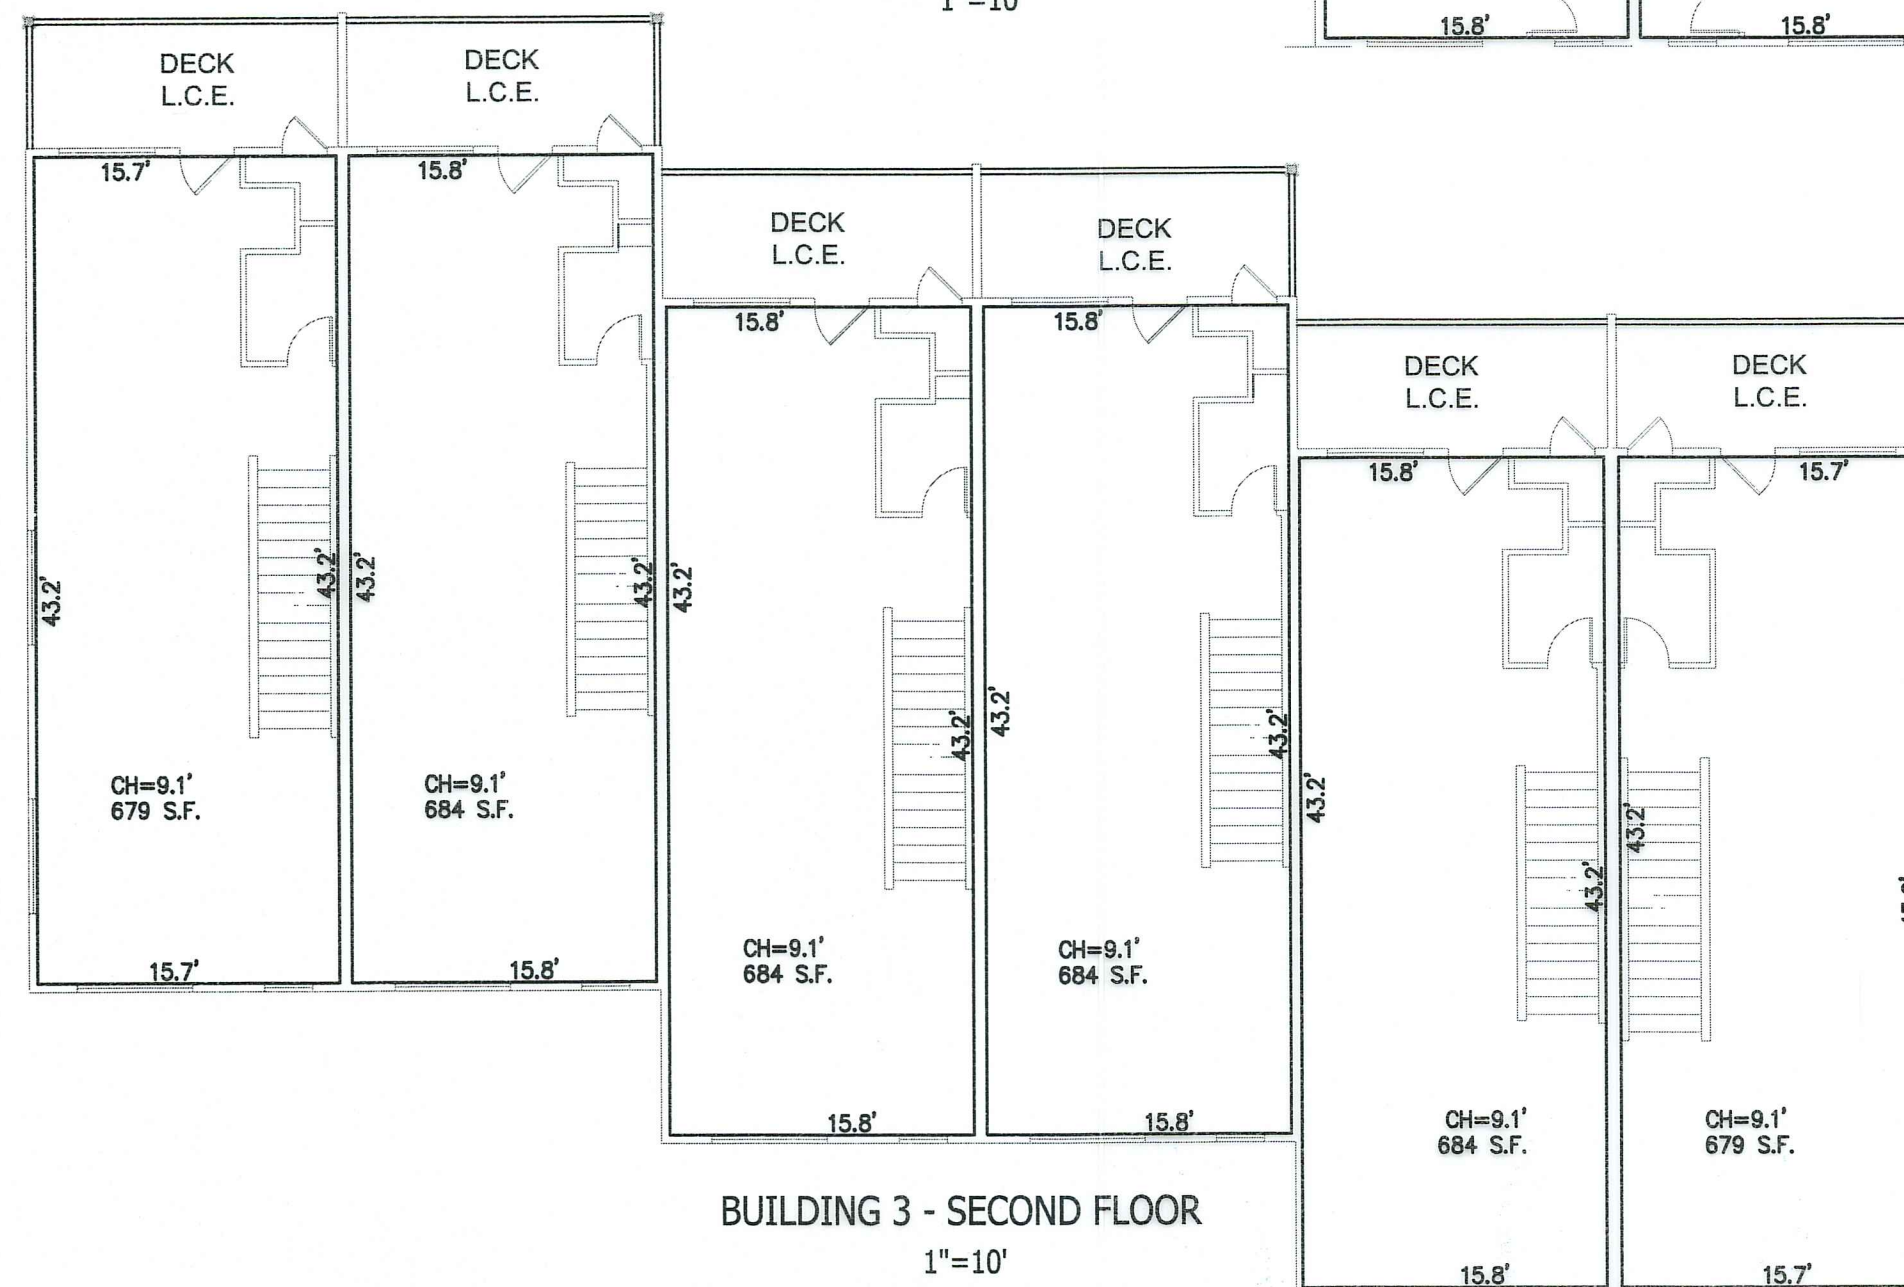 1"=10'
15.8'
15.8'
DECK
L.C.E.
DECK
L.C.E.
15.7'
15.8'
DECK
L.C.E.
DECK
L.C.E.
15.8'
15.8'
DECK
L.C.E.
DECK
L.C.E.
15.8'
15.7'
43.2'
43.2'
43.2'
43.2'
43.2'
43.2'
43.2'
43.2'
43.2'
43.2'
43.2'
CH=9.1'
679 S.F.
CH=9.1'
684 S.F.
CH=9.1'
684 S.F.
CH=9.1'
684 S.F.
CH=9.1'
684 S.F.
CH=9.1'
679 S.F.
15.7'
15.8'
15.8'
15.8'
15.8'
15.7'
BUILDING 3 - SECOND FLOOR
1"=10'